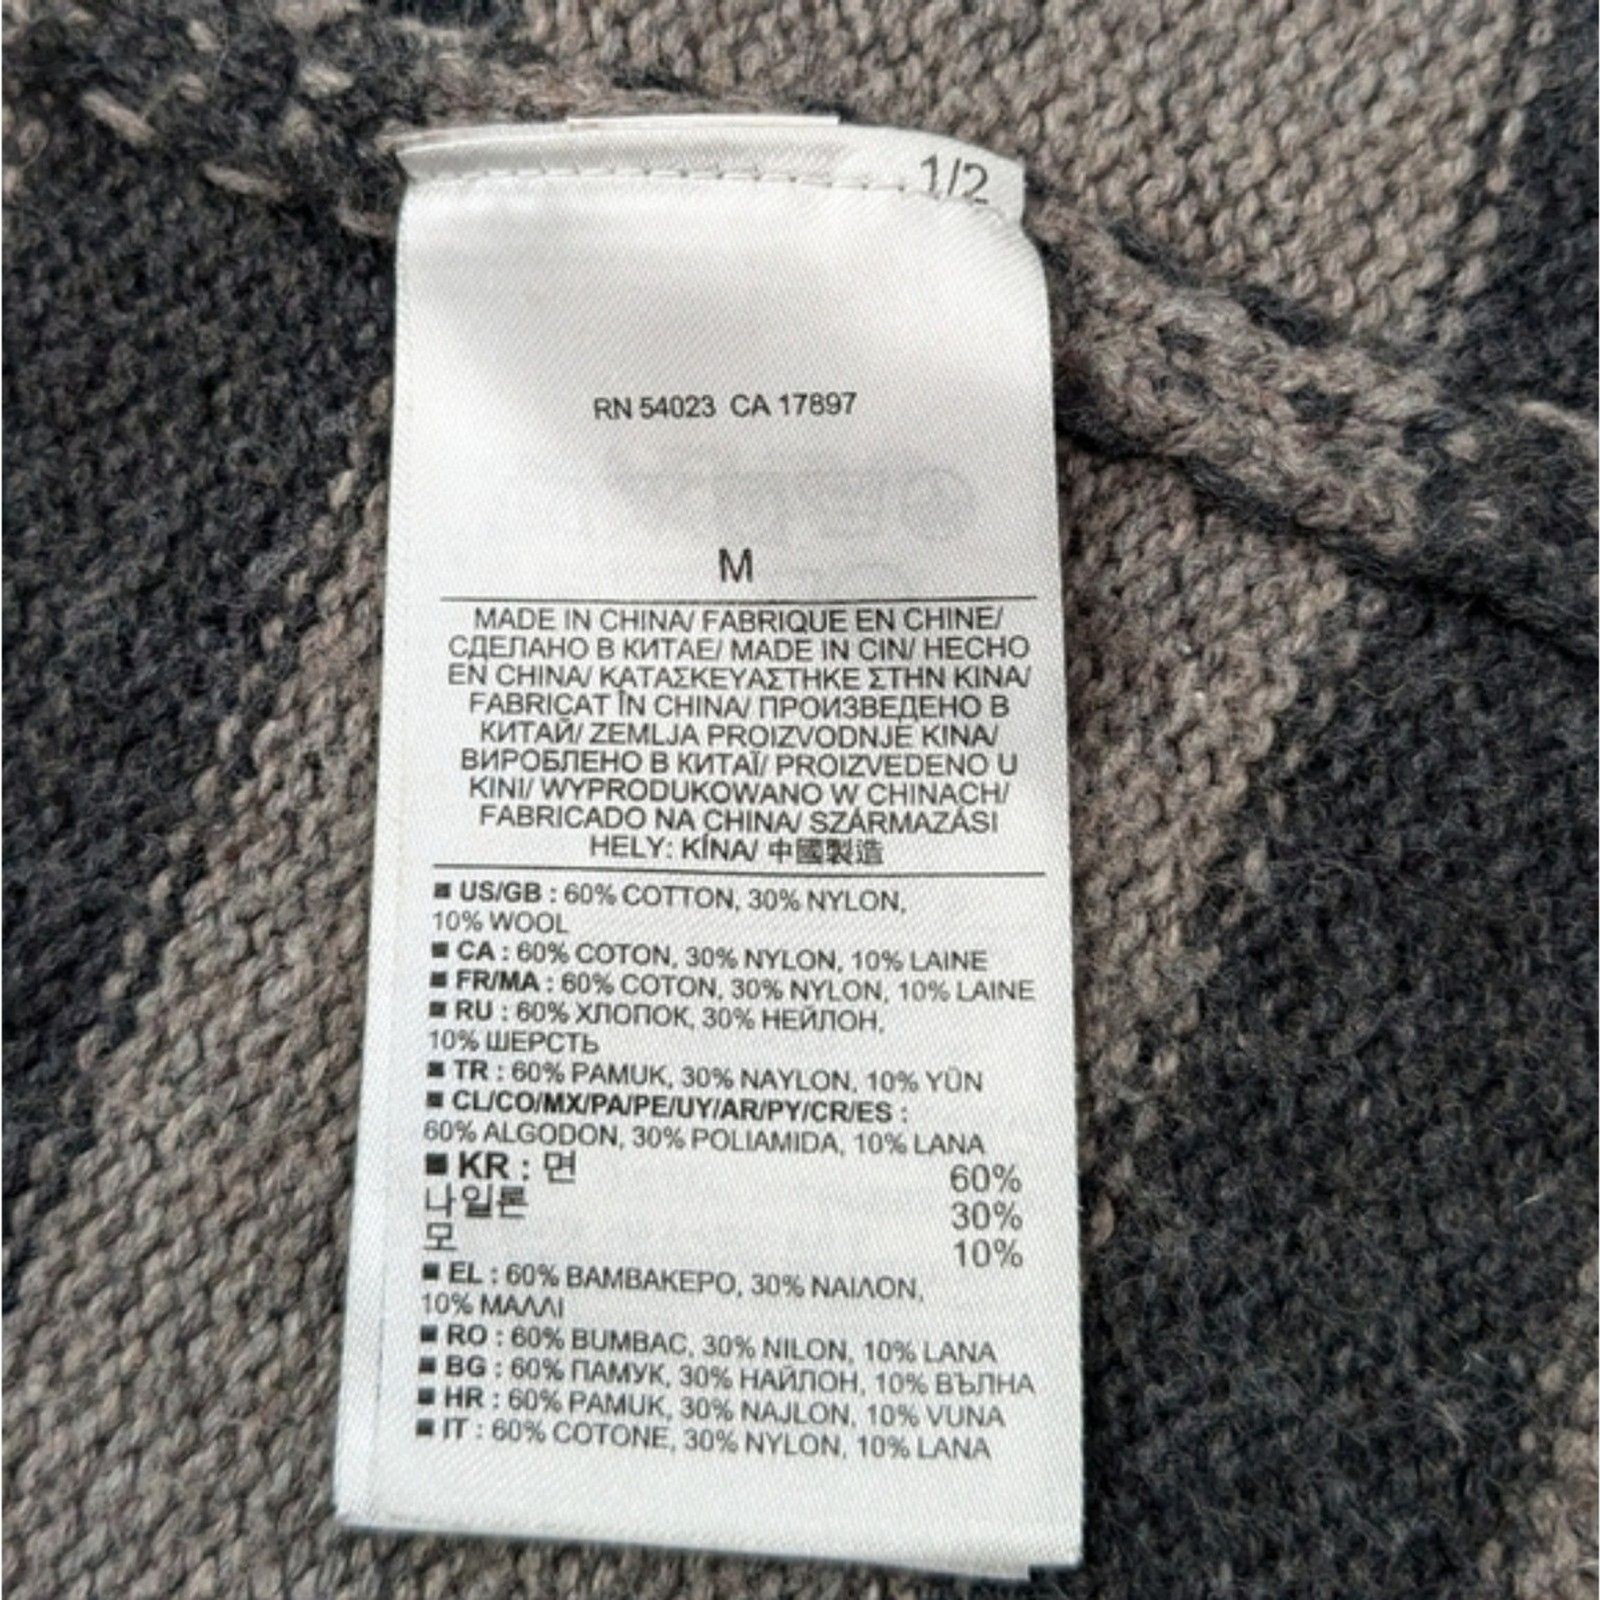 1/2
RN 54023 CA 17897
M
MADE IN CHINA/ FABRIQUE EN CHINE/
СДЕЛАНО В КИТАЕ/ MADE IN CIN/ HECHO
EN CHINA/ ΚΑΤΑΣΚΕΥΑΣΤΗΚΕ ΣΤΗΝ ΚΙΝΑ/
FABRICAT ÎN CHINA/ ПРОИЗВЕДЕНО В
КИТАЙ/ ZEMLJA PROIZVODNJE KINA/
ВИРОБЛЕНО В КИТАЇ/ PROIZVEDENO U
KINI/ WYPRODUKOWANO W CHINACH/
FABRICADO NA CHINA/ SZÁRMAZÁSI
HELY: KÍNA/ 中國製造
■ US/GB : 60% COTTON, 30% NYLON,
10% WOOL
■ CA : 60% COTON, 30% NYLON, 10% LAINE
■ FR/MA : 60% COTON, 30% NYLON, 10% LAINE
■ RU : 60% ХЛОПОК, 30% НЕЙЛОН,
10% ШЕРСТЬ
■ TR : 60% PAMUK, 30% NAYLON, 10% YÜN
■ CL/CO/MX/PA/PE/UY/AR/PY/CR/ES :
60% ALGODON, 30% POLIAMIDA, 10% LANA
■ KR : 면 60%
나일론 30%
모 10%
■ EL : 60% ΒΑΜΒΑΚΕΡΟ, 30% ΝΑΙΛΟΝ,
10% ΜΑΛΛΙ
■ RO : 60% BUMBAC, 30% NILON, 10% LANA
■ BG : 60% ПАМУК, 30% НАЙЛОН, 10% ВЪЛНА
■ HR : 60% PAMUK, 30% NAJLON, 10% VUNA
■ IT : 60% COTONE, 30% NYLON, 10% LANA